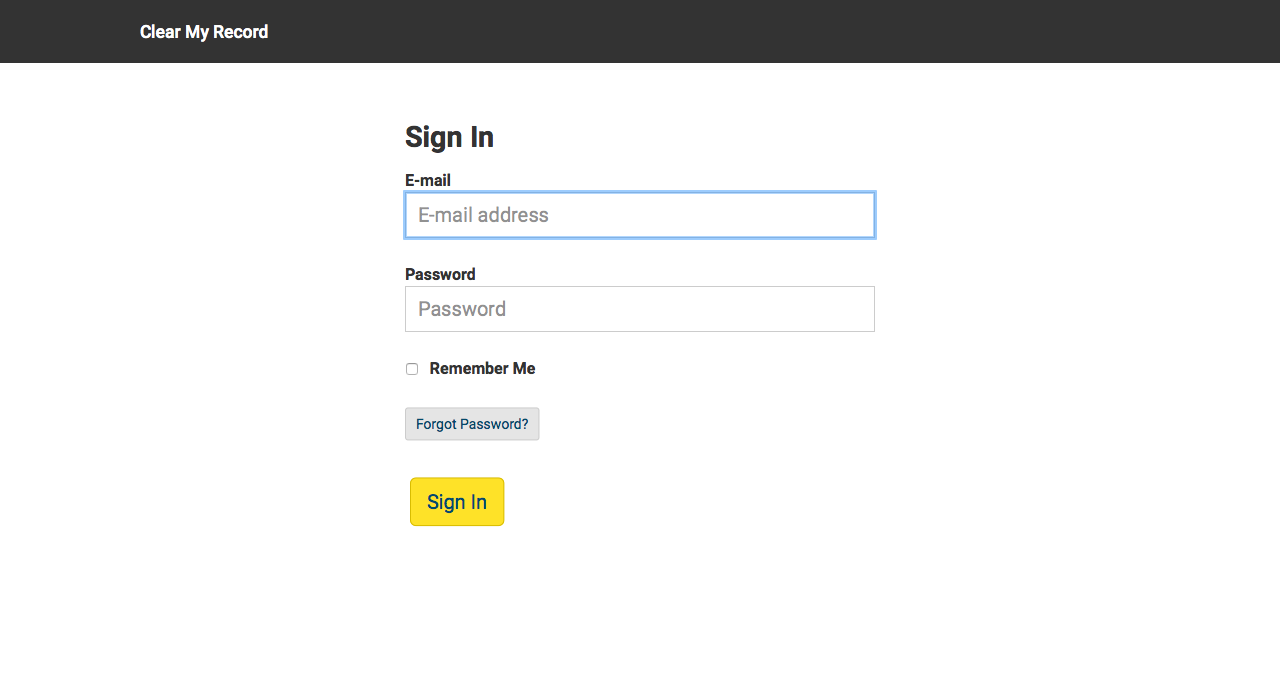 Clear My Record
Sign In
E-mail
E-mail address
Password
Password
Remember Me
Forgot Password?
Sign In